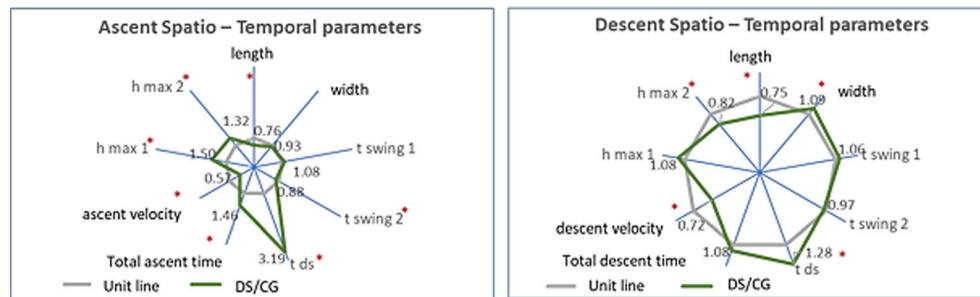 Ascent Spatio – Temporal parameters
length
*
h max 2*
width
1.32
0.76
0.93
h max 1*
1.50
t swing 1
1.08
0.57
0.88
*
ascent velocity
t swing 2*
1.46
*
Total ascent time
3.19
t ds*
Unit line
DS/CG
Descent Spatio – Temporal parameters
length
*
h max 2*
*
width
0.82
0.75
1.09
h max 1
1.08
1.06
t swing 1
0.97
t swing 2
*
0.72
descent velocity
Total descent time
1.08
1.28 *
t ds
Unit line
DS/CG